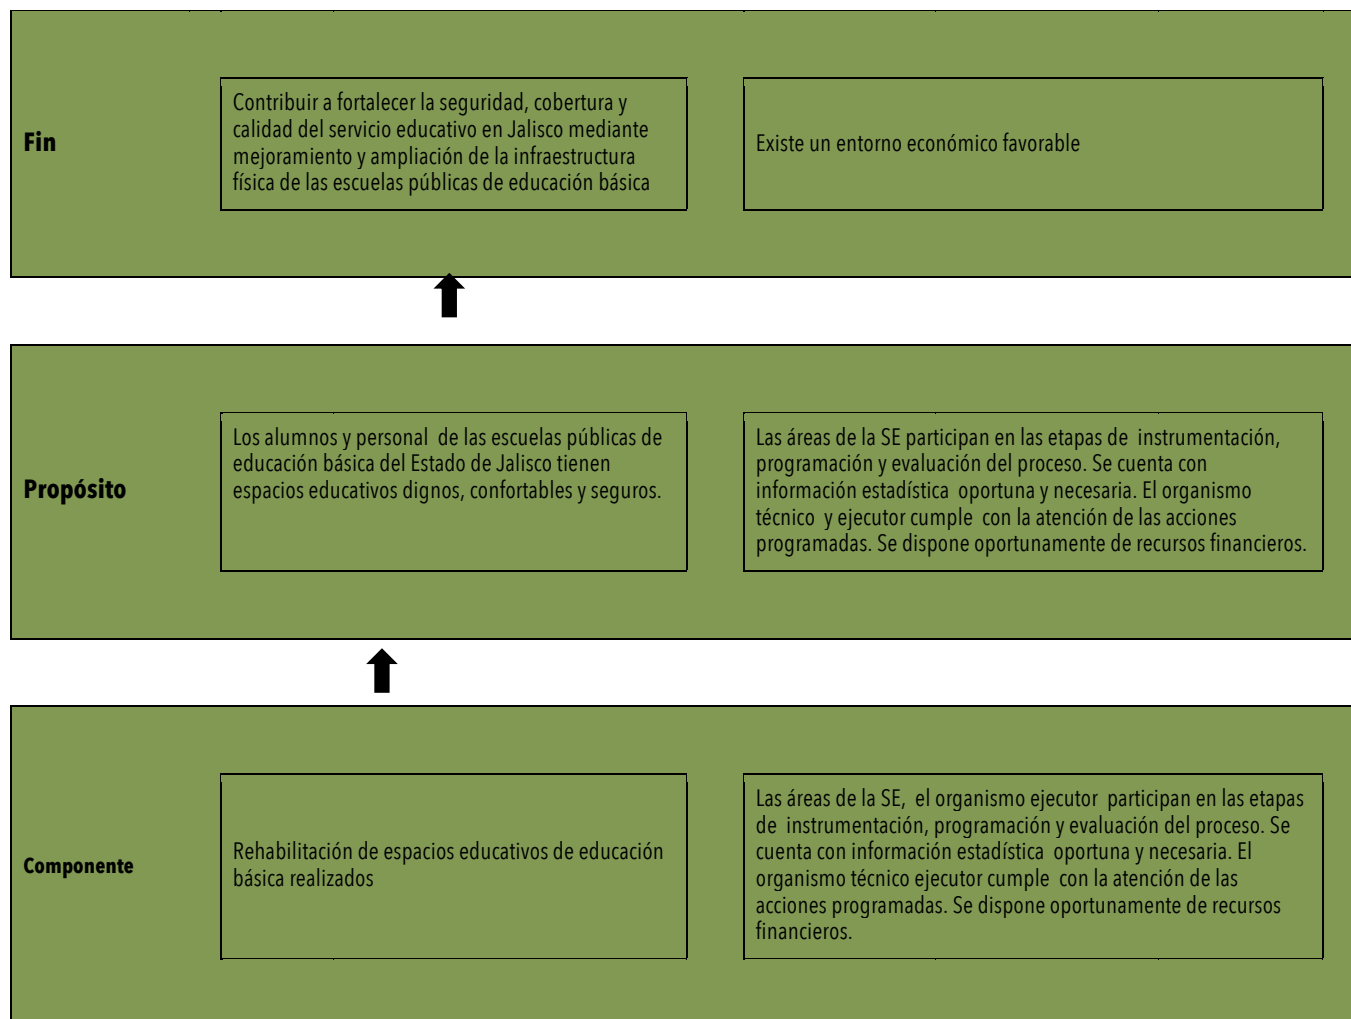 Fin
Contribuir a fortalecer la seguridad, cobertura y
calidad del servicio educativo en Jalisco mediante
mejoramiento y ampliación de la infraestructura
física de las escuelas públicas de educación básica
Existe un entorno económico favorable
Propósito
Los alumnos y personal  de las escuelas públicas de
educación básica del Estado de Jalisco tienen
espacios educativos dignos, confortables y seguros.
Las áreas de la SE participan en las etapas de  instrumentación,
programación y evaluación del proceso. Se cuenta con
información estadística  oportuna y necesaria. El organismo
técnico  y ejecutor cumple  con la atención de las acciones
programadas. Se dispone oportunamente de recursos financieros.
Componente
Rehabilitación de espacios educativos de educación
básica realizados
Las áreas de la SE,  el organismo ejecutor  participan en las etapas
de  instrumentación, programación y evaluación del proceso. Se
cuenta con información estadística  oportuna y necesaria. El
organismo técnico ejecutor cumple  con la atención de las
acciones programadas. Se dispone oportunamente de recursos
financieros.